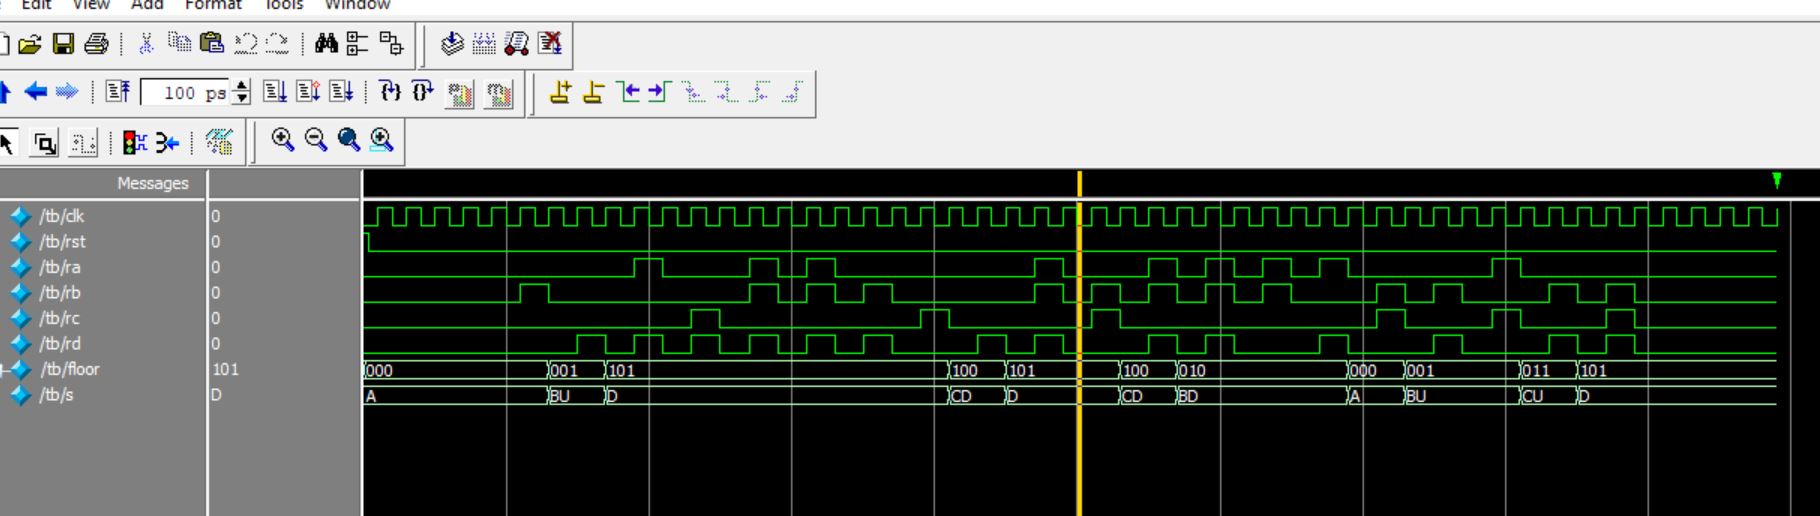 Edit View Add Format Tools Window
100 ps
Messages
/tb/clk 0
/tb/rst 0
/tb/ra 0
/tb/rb 0
/tb/rc 0
/tb/rd 0
/tb/floor 101 000 001 101 100 101 100 010 000 001 011 101
/tb/s D A BU D CD D CD BD A BU CU D